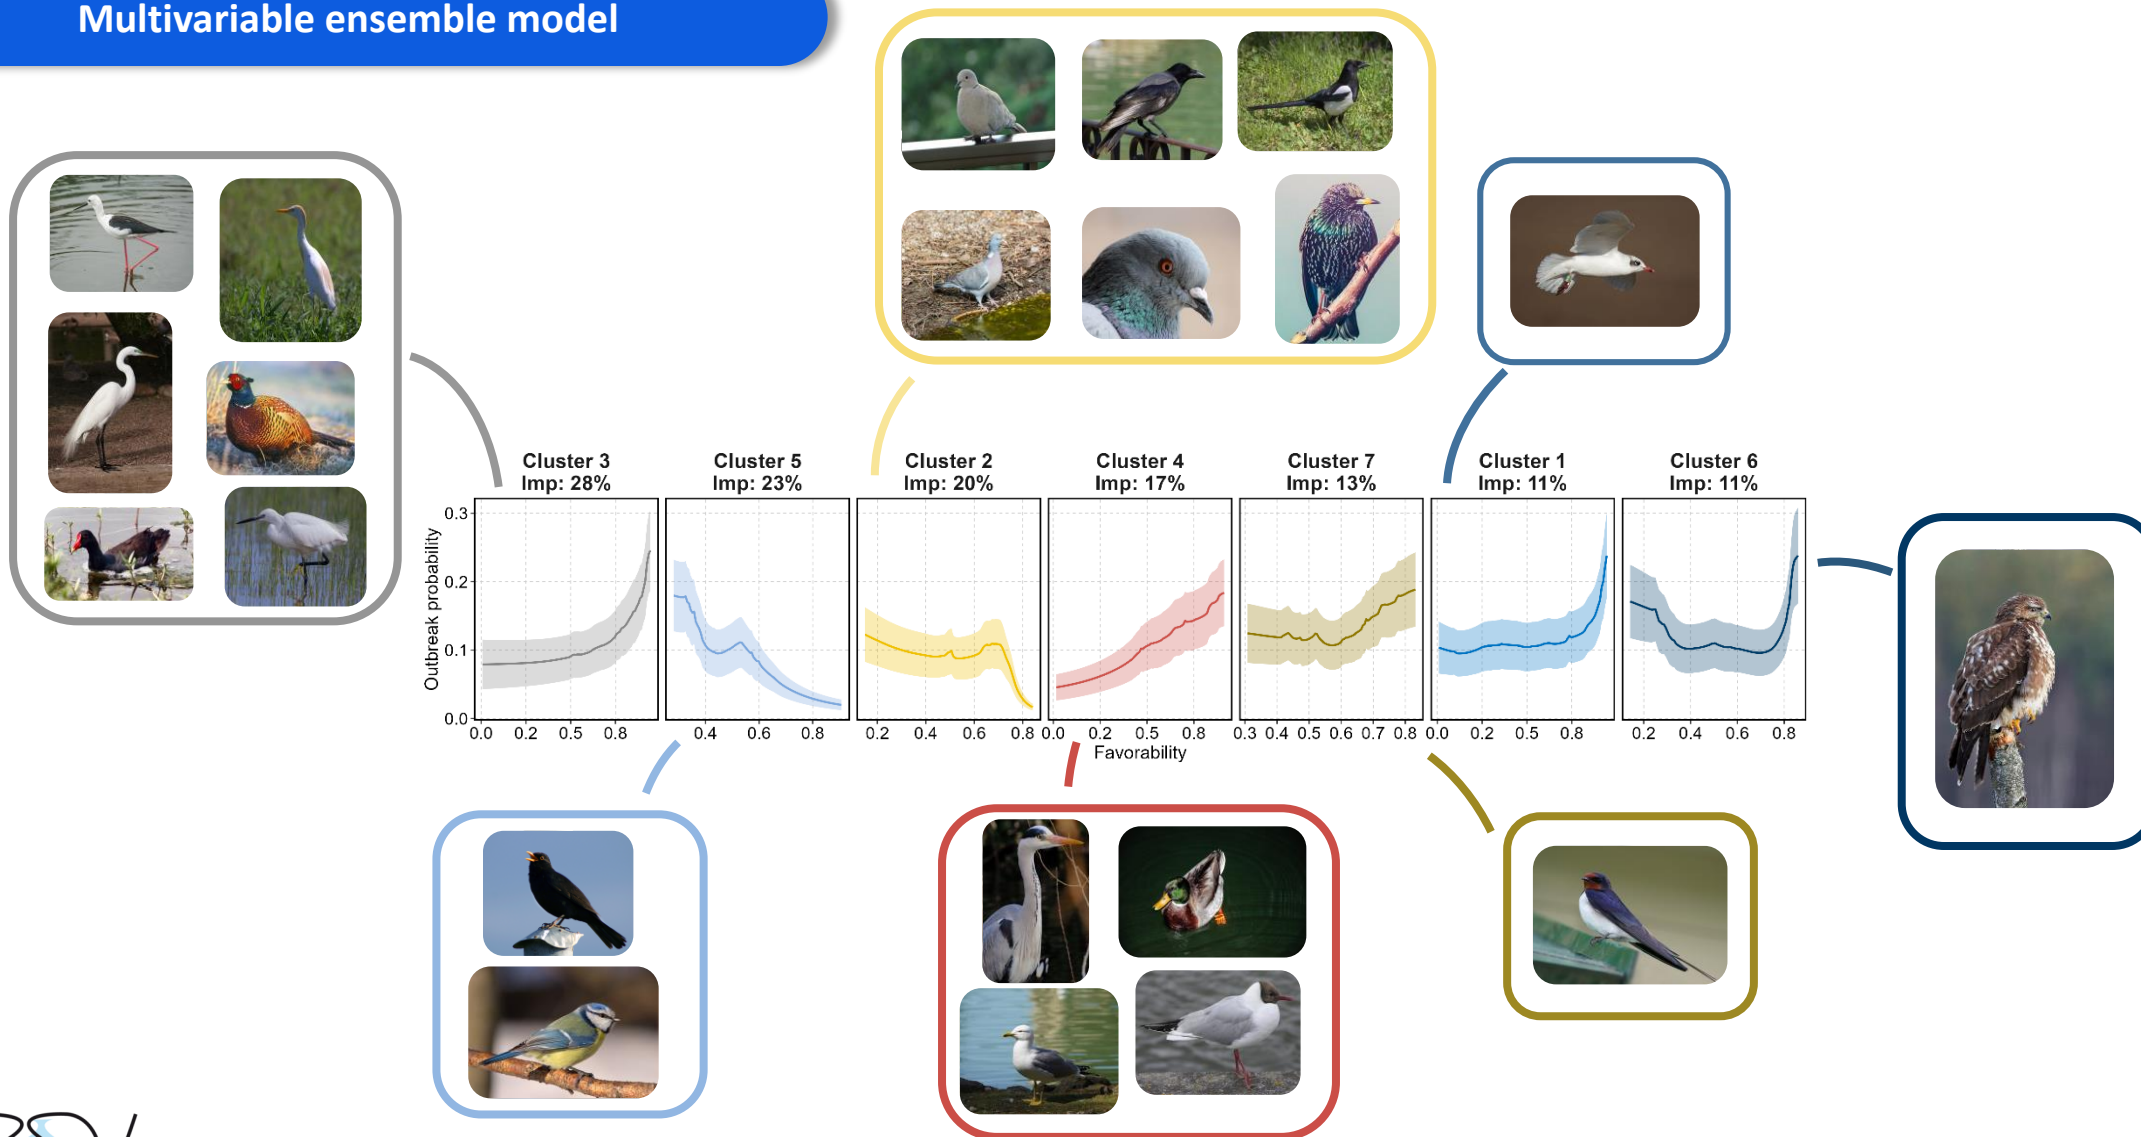 Multivariable ensemble model
Cluster 3
Imp: 28%
Cluster 5
Imp: 23%
Cluster 2
Imp: 20%
Cluster 4
Imp: 17%
Cluster 7
Imp: 13%
Cluster 1
Imp: 11%
Cluster 6
Imp: 11%
Outbreak probability
0.3
0.2
0.1
0.0
0.0 0.2 0.5 0.8
0.4 0.6 0.8
0.2 0.4 0.6 0.8
0.0 0.2 0.5 0.8
0.3 0.4 0.5 0.6 0.7 0.8
0.0 0.2 0.5 0.8
0.2 0.4 0.6 0.8
Favorability